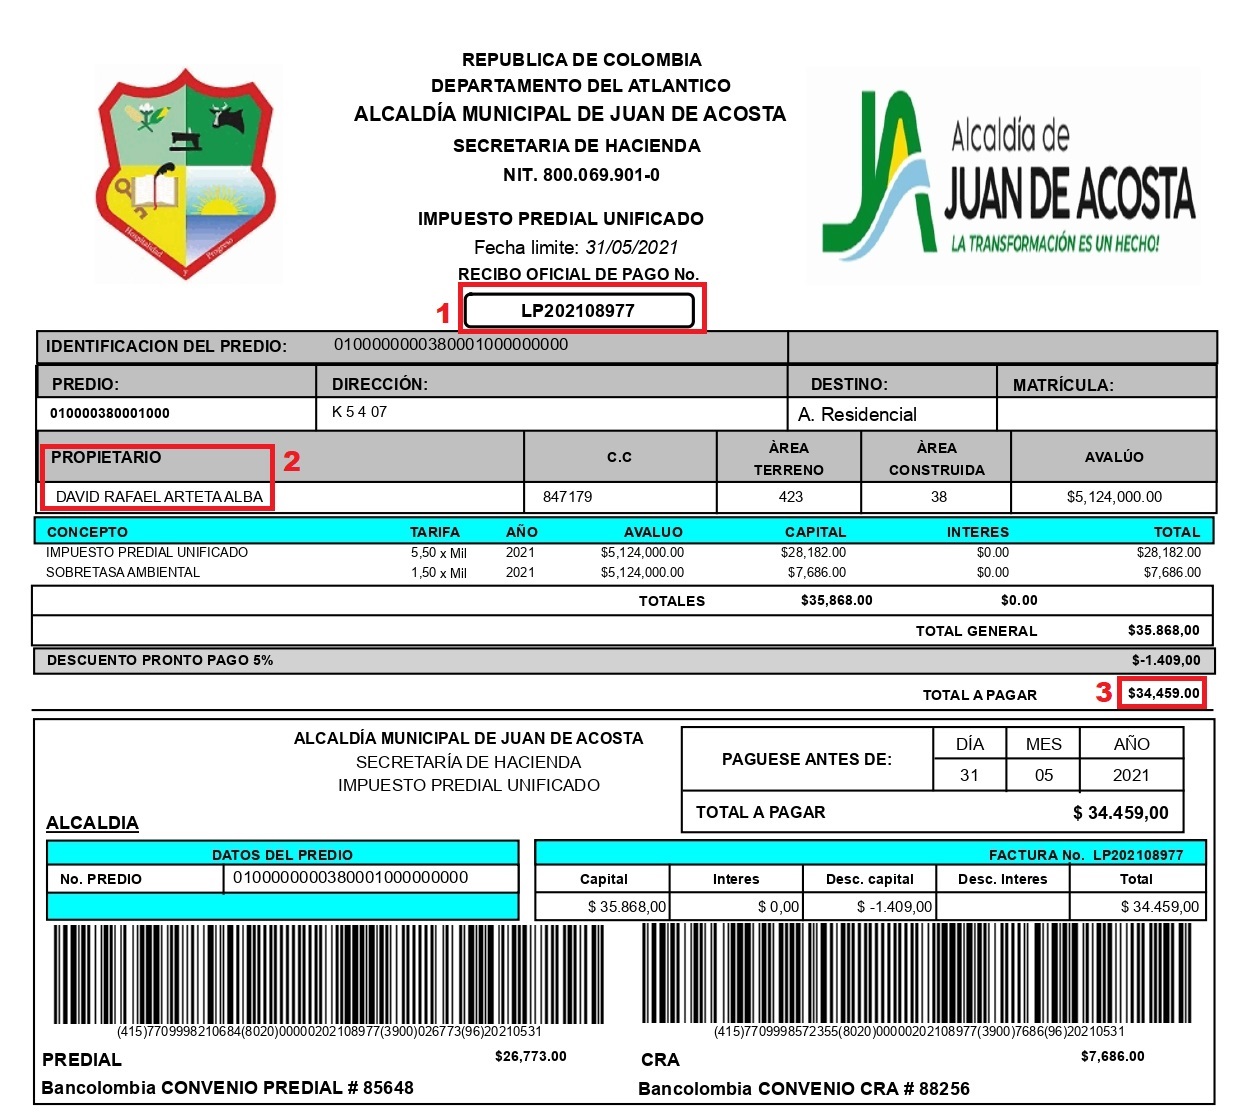 REPUBLICA DE COLOMBIA
DEPARTAMENTO DEL ATLANTICO
ALCALDÍA MUNICIPAL DE JUAN DE ACOSTA
SECRETARIA DE HACIENDA
NIT. 800.069.901-0
Hospitalidad y Progreso
Alcaldía de
JUAN DE ACOSTA
LA TRANSFORMACIÓN ES UN HECHO!
IMPUESTO PREDIAL UNIFICADO
Fecha limite: 31/05/2021
RECIBO OFICIAL DE PAGO No.
1 LP202108977
IDENTIFICACION DEL PREDIO: 0100000000380001000000000
PREDIO: DIRECCIÓN: DESTINO: MATRÍCULA:
010000380001000 K 5 4 07 A. Residencial
PROPIETARIO 2 C.C ÀREA TERRENO ÀREA CONSTRUIDA AVALÚO
DAVID RAFAEL ARTETA ALBA 847179 423 38 $5,124,000.00
CONCEPTO TARIFA AÑO AVALUO CAPITAL INTERES TOTAL
IMPUESTO PREDIAL UNIFICADO 5,50 x Mil 2021 $5,124,000.00 $28,182.00 $0.00 $28,182.00
SOBRETASA AMBIENTAL 1,50 x Mil 2021 $5,124,000.00 $7,686.00 $0.00 $7,686.00
TOTALES $35,868.00 $0.00
TOTAL GENERAL $35.868,00
DESCUENTO PRONTO PAGO 5% $-1.409,00
TOTAL A PAGAR 3 $34,459.00
ALCALDÍA MUNICIPAL DE JUAN DE ACOSTA
SECRETARÍA DE HACIENDA
IMPUESTO PREDIAL UNIFICADO
PAGUESE ANTES DE: DÍA MES AÑO
31 05 2021
TOTAL A PAGAR $ 34.459,00
ALCALDIA
DATOS DEL PREDIO
No. PREDIO 0100000000380001000000000
FACTURA No. LP202108977
Capital Interes Desc. capital Desc. Interes Total
$ 35.868,00 $ 0,00 $ -1.409,00 $ 34.459,00
(415)7709998210684(8020)00000202108977(3900)026773(96)20210531
(415)7709998572355(8020)00000202108977(3900)7686(96)20210531
PREDIAL $26,773.00
CRA $7,686.00
Bancolombia CONVENIO PREDIAL # 85648
Bancolombia CONVENIO CRA # 88256